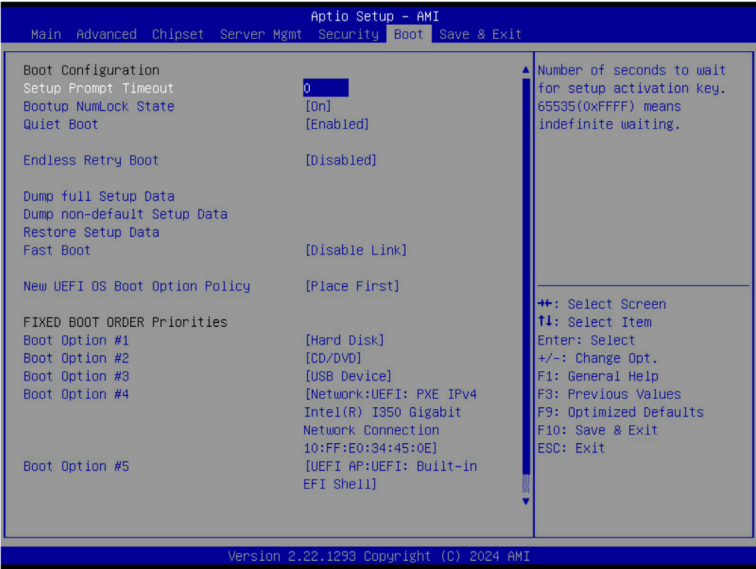 Aptio Setup - AMI
Main Advanced Chipset Server Mgmt Security Boot Save & Exit
Boot Configuration
Setup Prompt Timeout 0
Bootup NumLock State [On]
Quiet Boot [Enabled]
Endless Retry Boot [Disabled]
Dump full Setup Data
Dump non-default Setup Data
Restore Setup Data
Fast Boot [Disable Link]
New UEFI OS Boot Option Policy [Place First]
FIXED BOOT ORDER Priorities
Boot Option #1 [Hard Disk]
Boot Option #2 [CD/DVD]
Boot Option #3 [USB Device]
Boot Option #4 [Network:UEFI: PXE IPv4
Intel(R) I350 Gigabit
Network Connection
10:FF:E0:34:45:0E]
Boot Option #5 [UEFI AP:UEFI: Built-in
EFI Shell]
Number of seconds to wait
for setup activation key.
65535(0xFFFF) means
indefinite waiting.
→←: Select Screen
↑↓: Select Item
Enter: Select
+/-: Change Opt.
F1: General Help
F3: Previous Values
F9: Optimized Defaults
F10: Save & Exit
ESC: Exit
Version 2.22.1293 Copyright (C) 2024 AMI